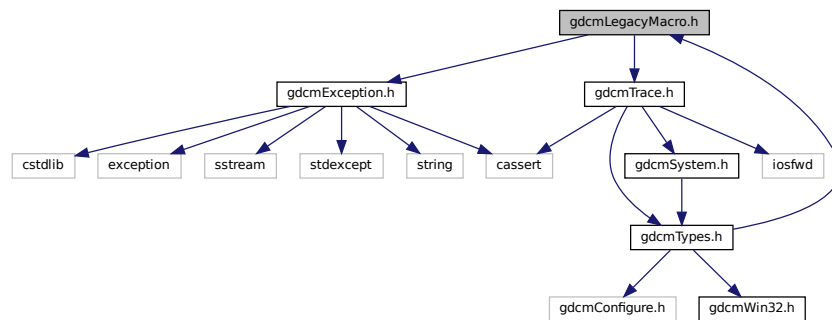 gdcmLegacyMacro.h
gdcmException.h
gdcmTrace.h
cstdlib
exception
sstream
stdexcept
string
cassert
gdcmSystem.h
iosfwd
gdcmTypes.h
gdcmConfigure.h
gdcmWin32.h